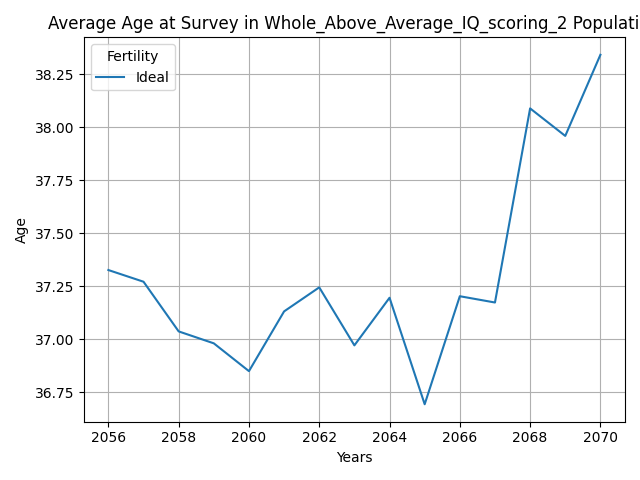 Average Age at Survey in Whole_Above_Average_IQ_scoring_2 Populati
Fertility
Ideal
38.25
38.00
37.75
37.50
37.25
37.00
36.75
Age
2056 2058 2060 2062 2064 2066 2068 2070
Years